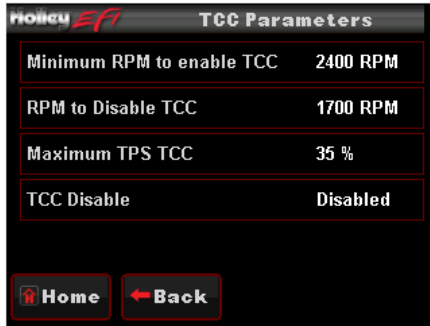 Holley EFI TCC Parameters
Minimum RPM to enable TCC 2400 RPM
RPM to Disable TCC 1700 RPM
Maximum TPS TCC 35 %
TCC Disable Disabled
Home Back